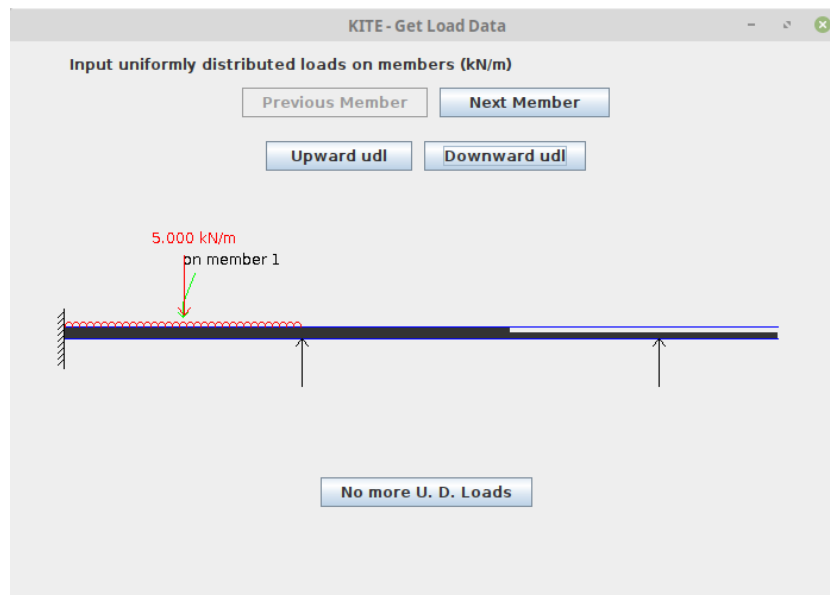 KITE - Get Load Data
Input uniformly distributed loads on members (kN/m)
Previous Member Next Member
Upward udl Downward udl
5.000 kN/m
on member 1
No more U. D. Loads